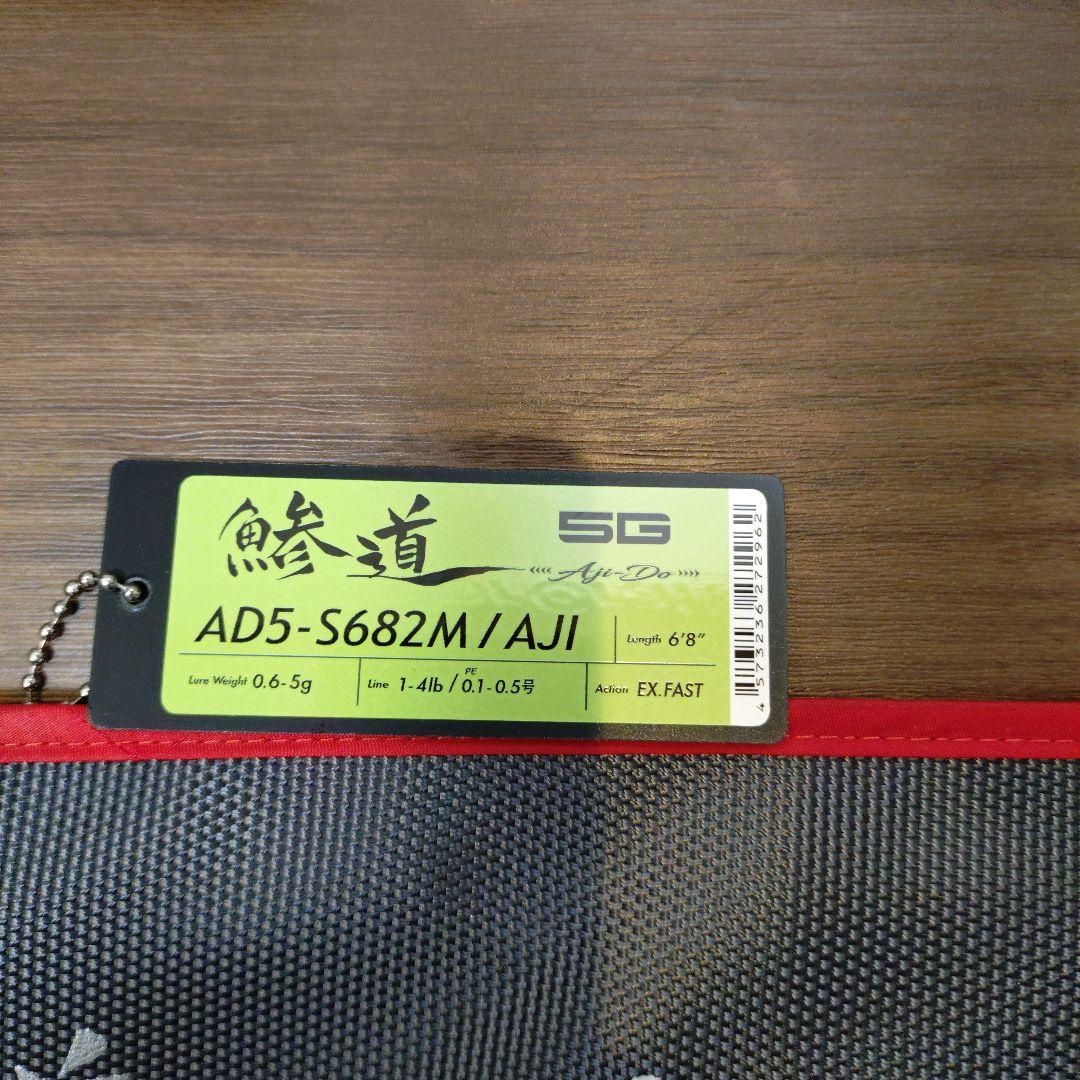 鯵道
5G
Aji-Do
AD5-S682M/AJI
Length 6'8"
Lure Weight 0.6-5g
Line 1-4lb / PE 0.1-0.5号
Action EX.FAST
4573236272962